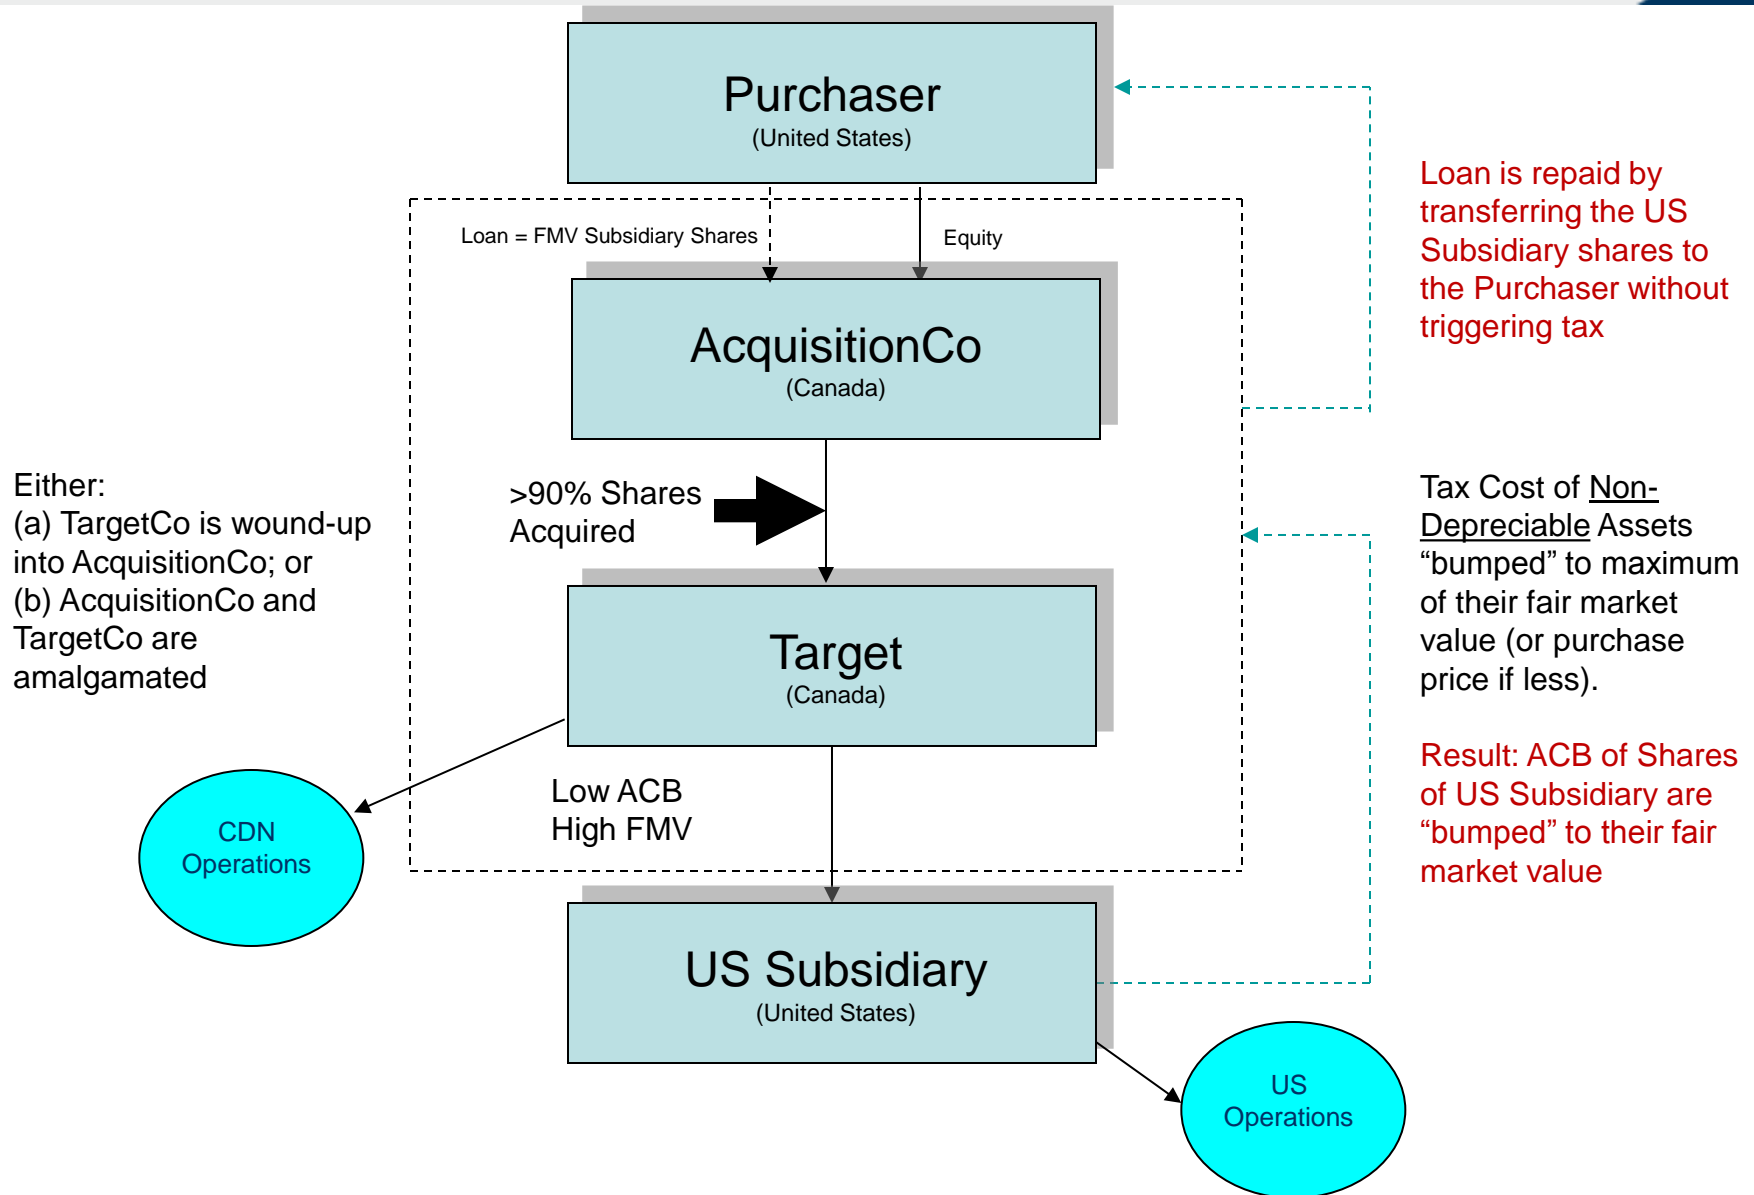 Purchaser
(United States)
Loan is repaid by
transferring the US
Subsidiary shares to
the Purchaser without
triggering tax
Loan = FMV Subsidiary Shares
Equity
AcquisitionCo
(Canada)
Either:
(a) TargetCo is wound-up
into AcquisitionCo; or
(b) AcquisitionCo and
TargetCo are
amalgamated
>90% Shares
Acquired
Tax Cost of Non-
Depreciable Assets
“bumped” to maximum
of their fair market
value (or purchase
price if less).
Target
(Canada)
Result: ACB of Shares
of US Subsidiary are
“bumped” to their fair
market value
Low ACB
High FMV
CDN
Operations
US Subsidiary
(United States)
US
Operations